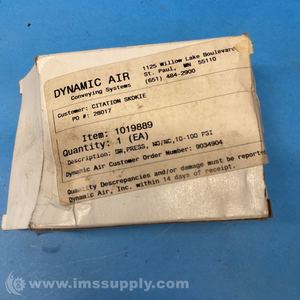 DYNAMIC AIR
Conveying Systems
1125 Willow Lake Boulevard
St. Paul, MN 55110
(651) 484-2900
Customer: CITATION SKOKIE
PO #: 28017
Item: 1019889
Quantity: 1 (EA)
Description: SW,PRESS, NO/NC,10-100 PSI
Dynamic Air Customer Order Number: 9034904
Quantity Discrepancies and/or damage must be reported
Dynamic Air, Inc. within 14 days of receipt.
© www.imssupply.com